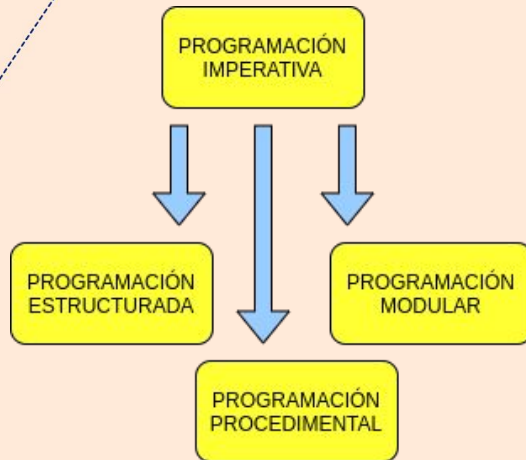 PROGRAMACIÓN
IMPERATIVA
PROGRAMACIÓN
ESTRUCTURADA
PROGRAMACIÓN
MODULAR
PROGRAMACIÓN
PROCEDIMENTAL